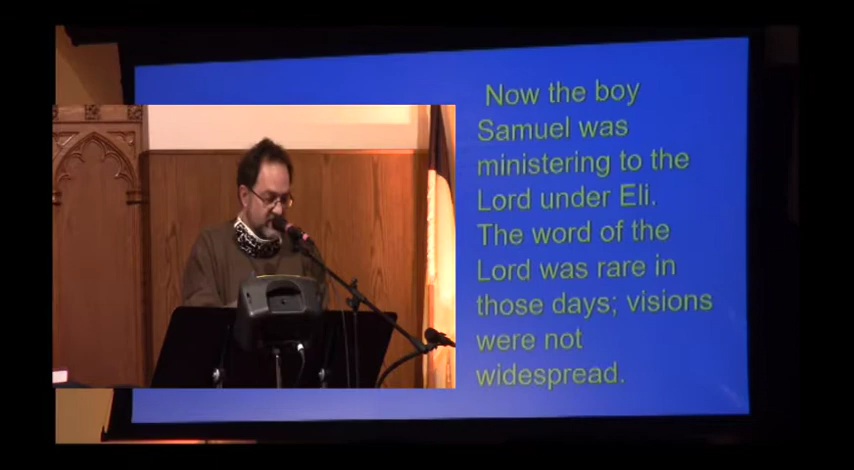 Now the boy
Samuel was
ministering to the
Lord under Eli.
The word of the
Lord was rare in
those days; visions
were not
widespread.